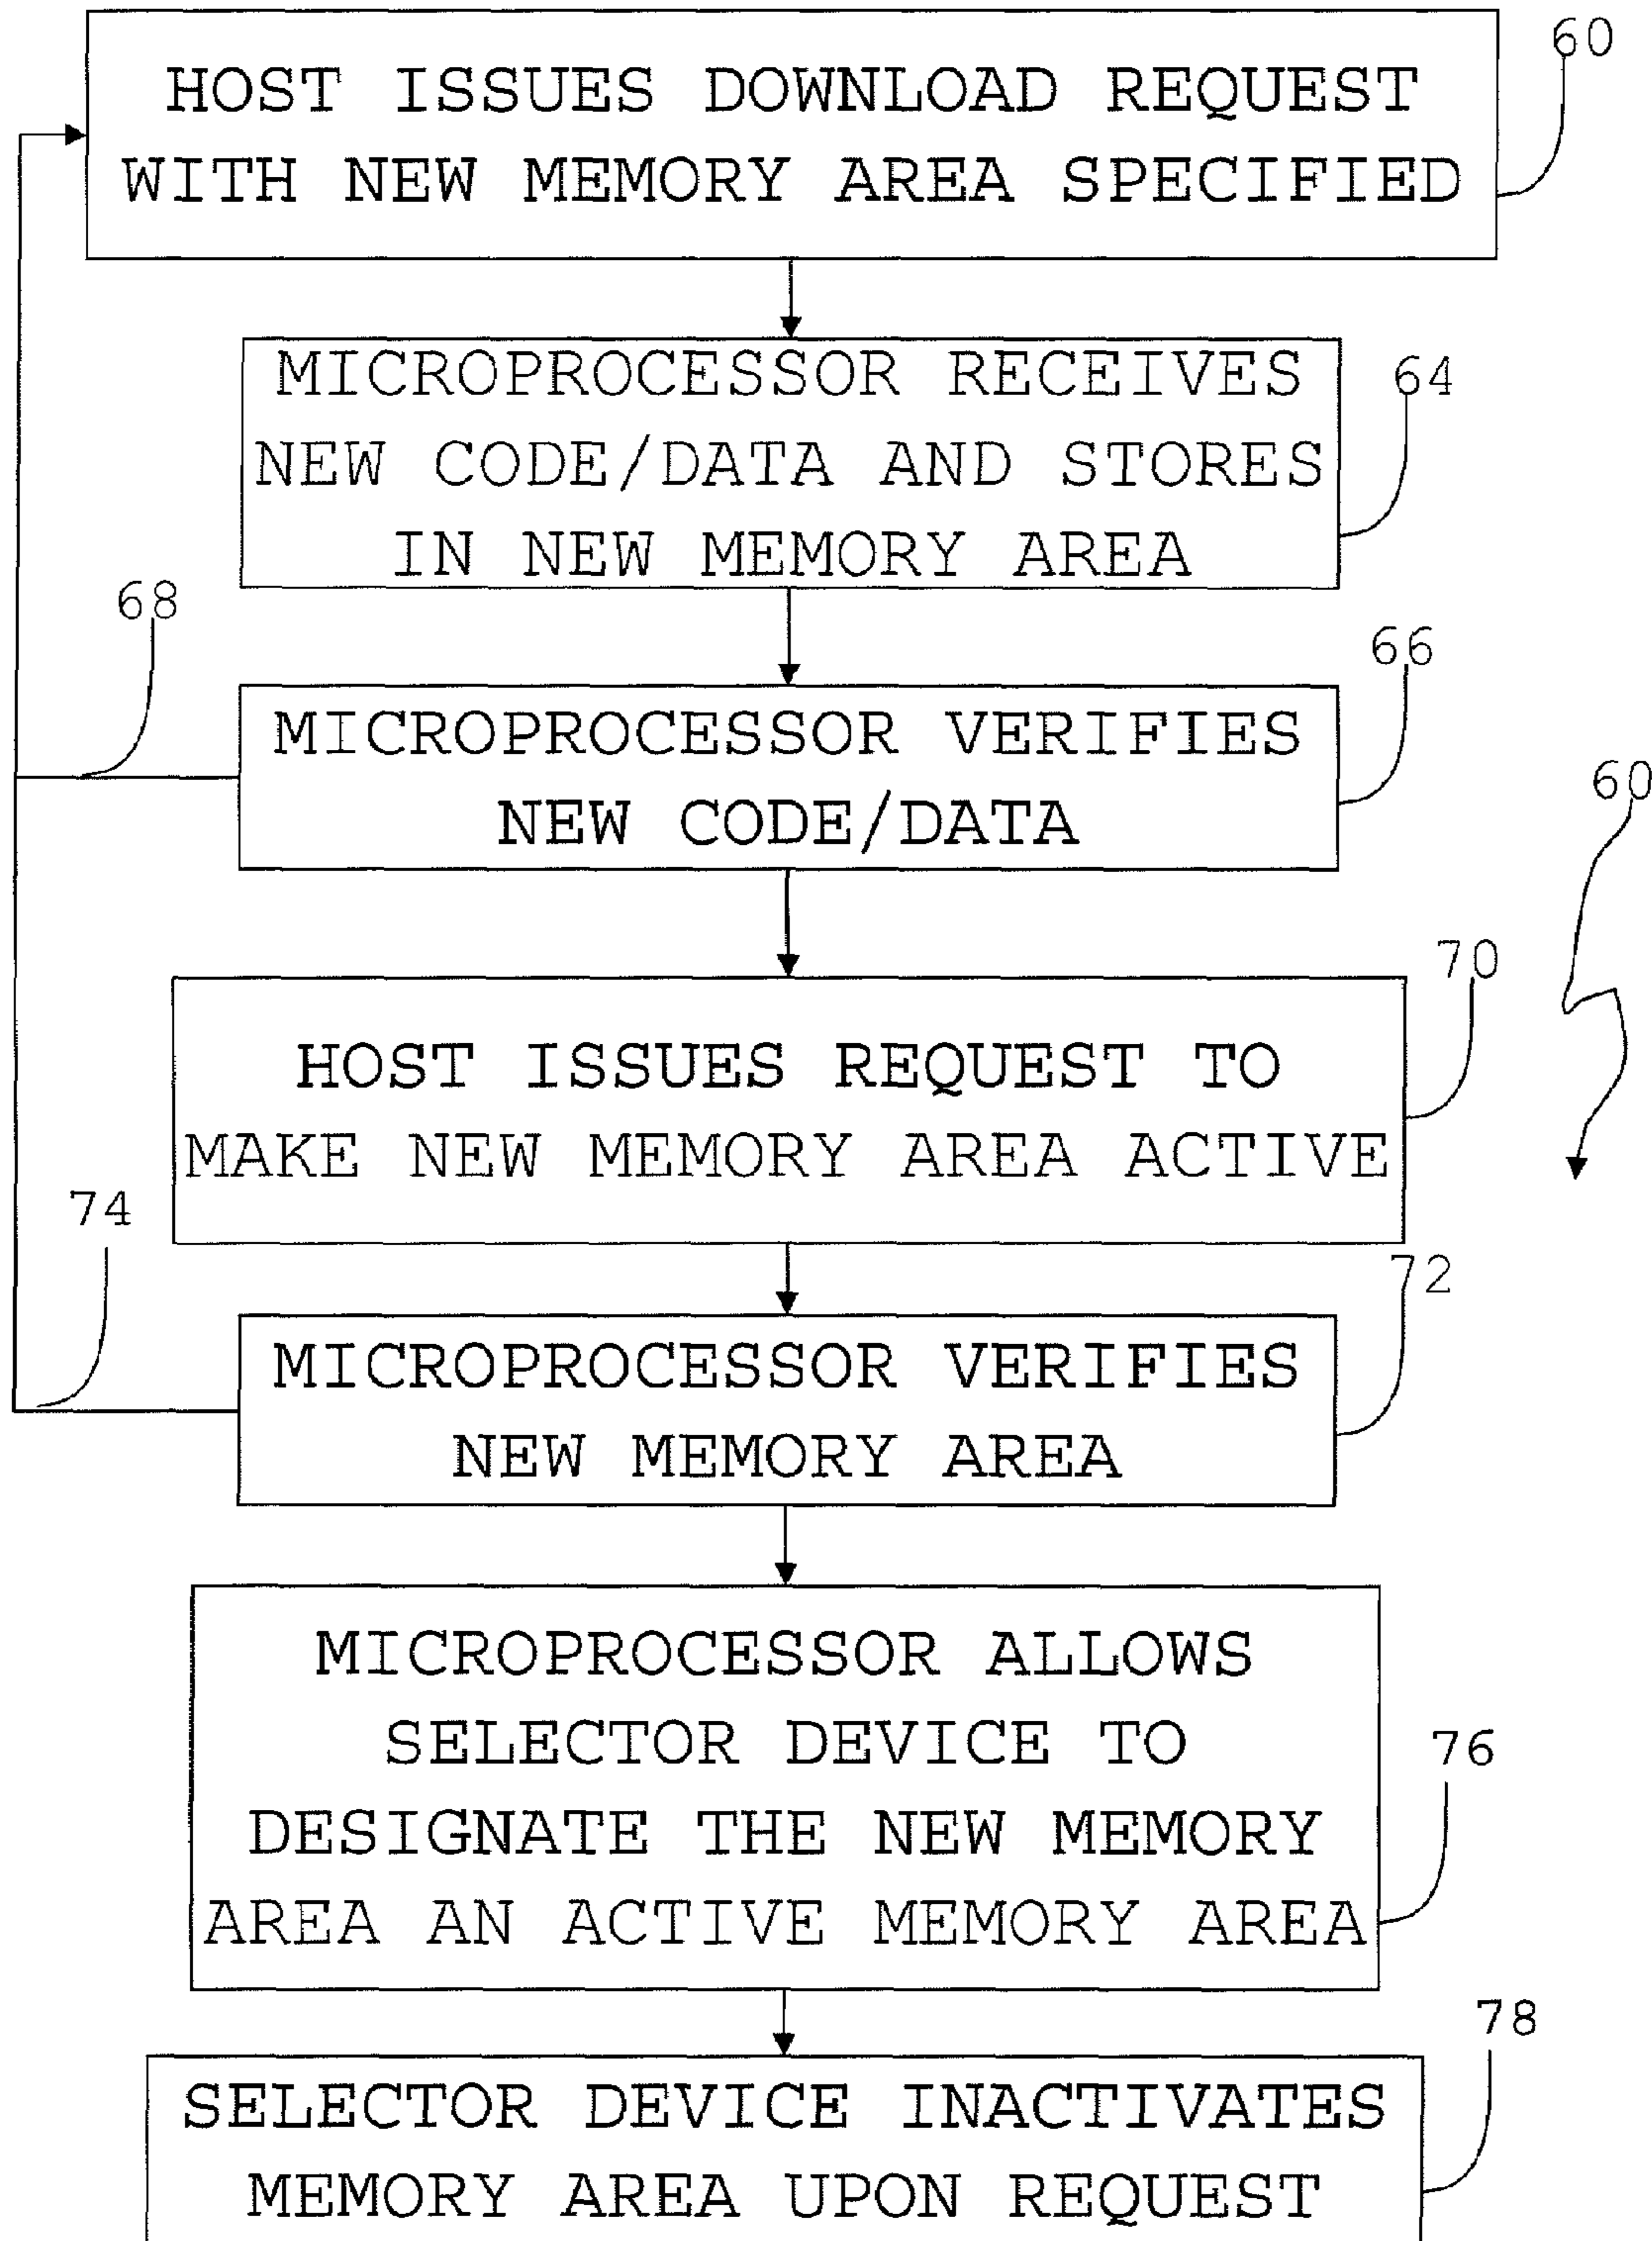 60
HOST ISSUES DOWNLOAD REQUEST
WITH NEW MEMORY AREA SPECIFIED
64
MICROPROCESSOR RECEIVES
NEW CODE/DATA AND STORES
IN NEW MEMORY AREA
68
66
MICROPROCESSOR VERIFIES
NEW CODE/DATA
60
70
HOST ISSUES REQUEST TO
MAKE NEW MEMORY AREA ACTIVE
74
72
MICROPROCESSOR VERIFIES
NEW MEMORY AREA
MICROPROCESSOR ALLOWS
SELECTOR DEVICE TO
76
DESIGNATE THE NEW MEMORY
AREA AN ACTIVE MEMORY AREA
78
SELECTOR DEVICE INACTIVATES
MEMORY AREA UPON REQUEST